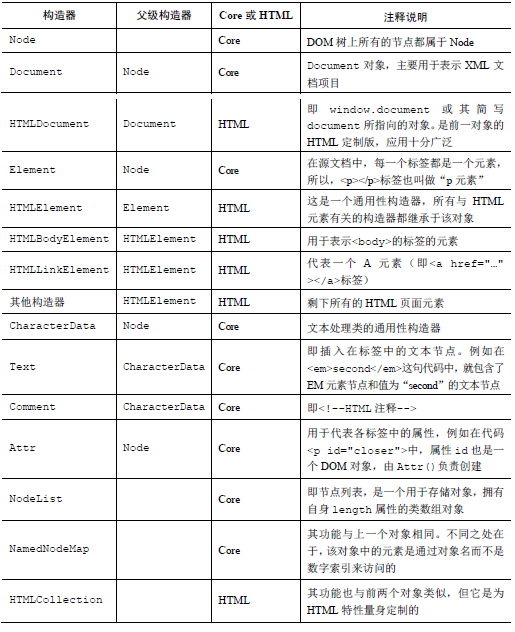 构造器 父级构造器 Core 或 HTML 注释说明
Node Core DOM 树上所有的节点都属于 Node
Document Node Core Document 对象，主要用于表示 XML 文
档项目
HTMLDocument Document HTML 即 window.document 或其简写
document 所指向的对象。是前一对象的
HTML 定制版，应用十分广泛
Element Node Core 在源文档中，每一个标签都是一个元素，
所以，<p></p>标签也叫做“p 元素”
HTMLElement Element HTML 这是一个通用性构造器，所有与 HTML
元素有关的构造器都继承于该对象
HTMLBodyElement HTMLElement HTML 用于表示<body>的标签的元素
HTMLLinkElement HTMLElement HTML 代表一个 A 元素（即<a href="…"
></a>标签）
其他构造器 HTMLElement HTML 剩下所有的 HTML 页面元素
CharacterData Node Core 文本处理类的通用性构造器
Text CharacterData Core 即插入在标签中的文本节点。例如在
<em>second</em>这句代码中，就包含了
EM 元素节点和值为“second”的文本节点
Comment CharacterData Core 即<!--HTML 注释-->
Attr Node Core 用于代表各标签中的属性，例如在代码
<p id="closer">中，属性 id 也是一
个 DOM 对象，由 Attr()负责创建
NodeList Core 即节点列表，是一个用于存储对象，拥有
自身 length 属性的类数组对象
NamedNodeMap Core 其功能与上一个对象相同。不同之处在
于，该对象中的元素是通过对象名而不是
数字索引来访问的
HTMLCollection HTML 其功能也与前两个对象类似，但它是为
HTML 特性量身定制的